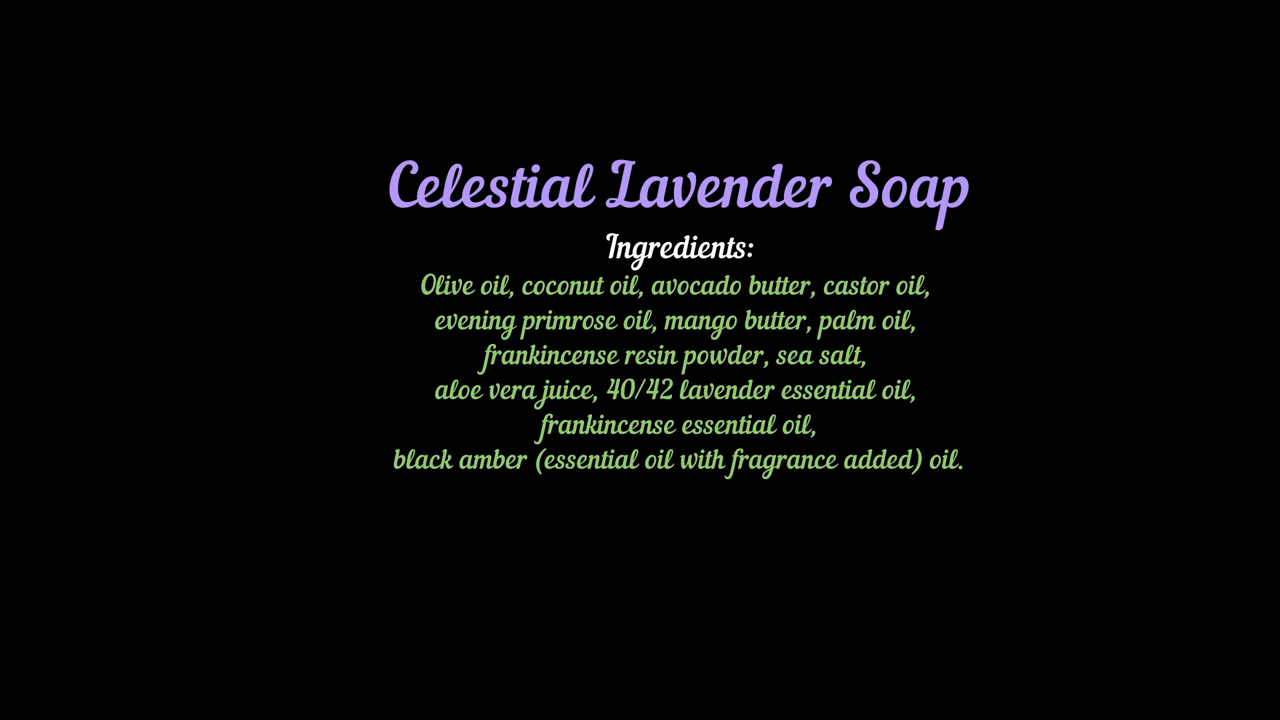 Celestial Lavender Soap
Ingredients:
Olive oil, coconut oil, avocado butter, castor oil,
evening primrose oil, mango butter, palm oil,
frankincense resin powder, sea salt,
aloe vera juice, 40/42 lavender essential oil,
frankincense essential oil,
black amber (essential oil with fragrance added) oil.